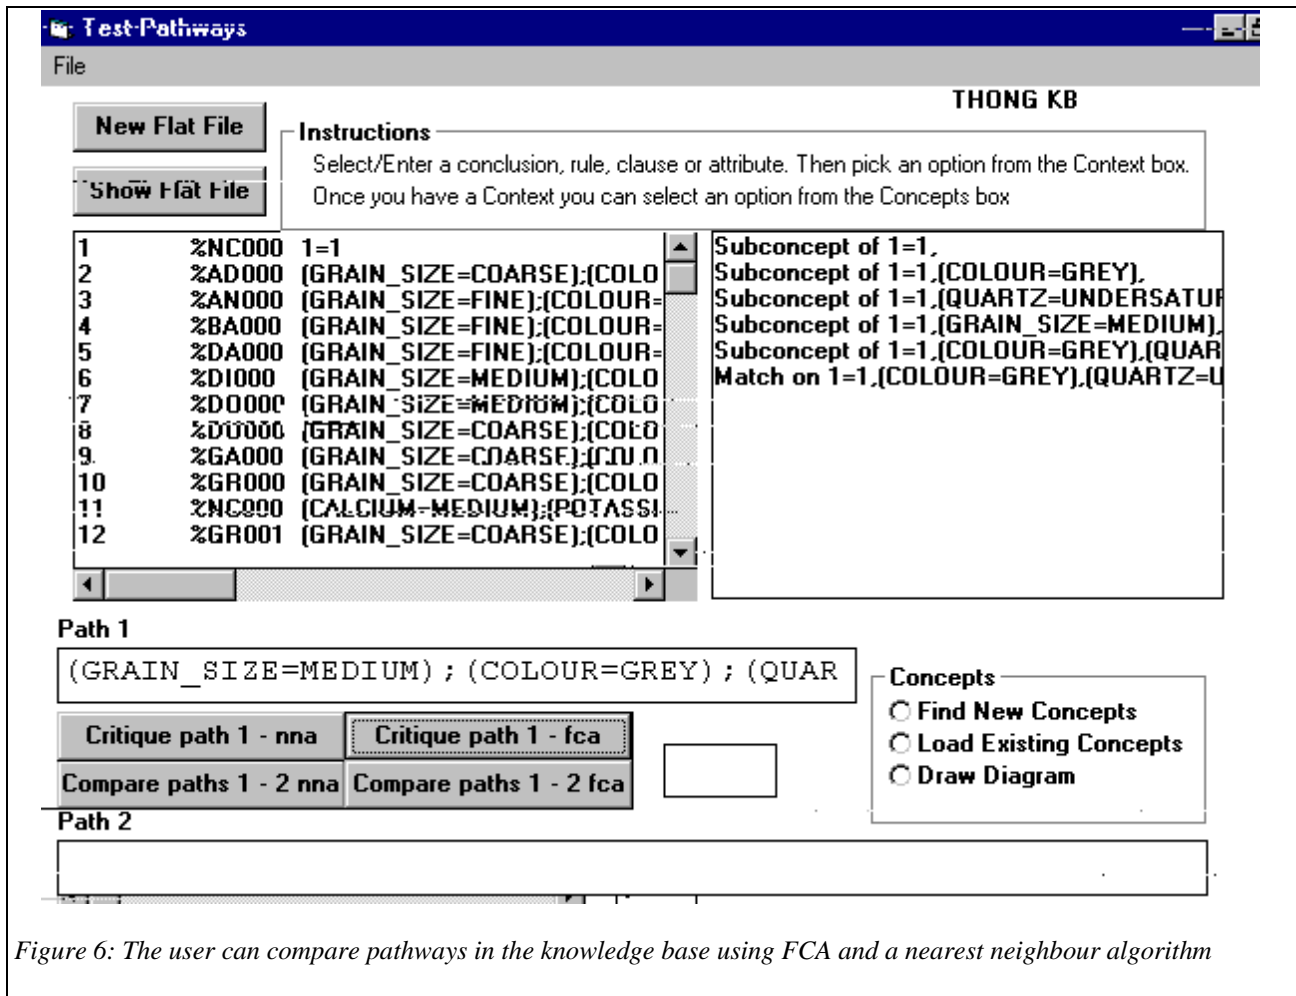 Test-Pathways
File
THONG KB
New Flat File
Show Flat File
Instructions
Select/Enter a conclusion, rule, clause or attribute. Then pick an option from the Context box.
Once you have a Context you can select an option from the Concepts box
1 %NC000 1=1
2 %AD000 (GRAIN_SIZE=COARSE);(COLO
3 %AN000 (GRAIN_SIZE=FINE);(COLOUR=
4 %BA000 (GRAIN_SIZE=FINE);(COLOUR=
5 %DA000 (GRAIN_SIZE=FINE);(COLOUR=
6 %DI000 (GRAIN_SIZE=MEDIUM);(COLO
7 %DO000 (GRAIN_SIZE=MEDIUM);(COLO
8 %DU000 (GRAIN_SIZE=COARSE);(COLO
9 %GA000 (GRAIN_SIZE=COARSE);(COLO
10 %GR000 (GRAIN_SIZE=COARSE);(COLO
11 %NC000 (CALCIUM=MEDIUM);(POTASSI
12 %GR001 (GRAIN_SIZE=COARSE);(COLO
Subconcept of 1=1,
Subconcept of 1=1,(COLOUR=GREY),
Subconcept of 1=1,(QUARTZ=UNDERSATUR
Subconcept of 1=1,(GRAIN_SIZE=MEDIUM),
Subconcept of 1=1,(COLOUR=GREY),(QUAR
Match on 1=1,(COLOUR=GREY),(QUARTZ=U
Path 1
(GRAIN_SIZE=MEDIUM);(COLOUR=GREY);(QUAR
Critique path 1 - nna
Critique path 1 - fca
Compare paths 1 - 2 nna
Compare paths 1 - 2 fca
Concepts
Find New Concepts
Load Existing Concepts
Draw Diagram
Path 2
Figure 6: The user can compare pathways in the knowledge base using FCA and a nearest neighbour algorithm